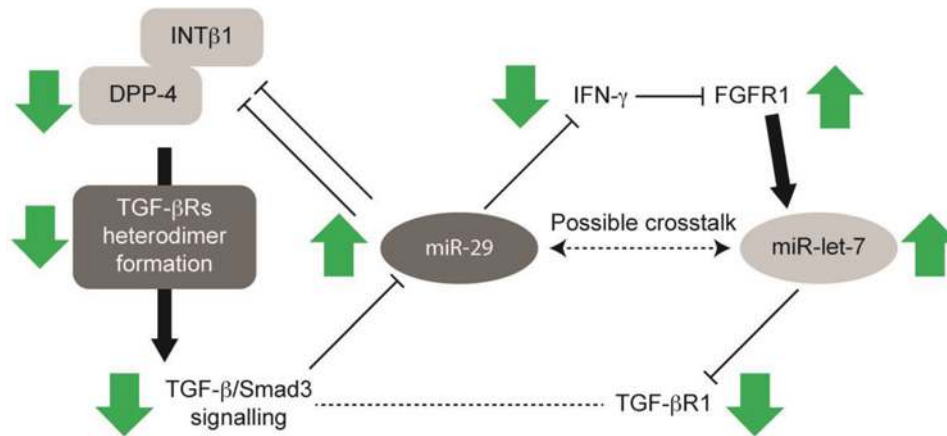 INTβ1
DPP-4
IFN-γ
FGFR1
TGF-βRs
heterodimer
formation
miR-29
Possible crosstalk
miR-let-7
TGF-β/Smad3
signalling
TGF-βR1